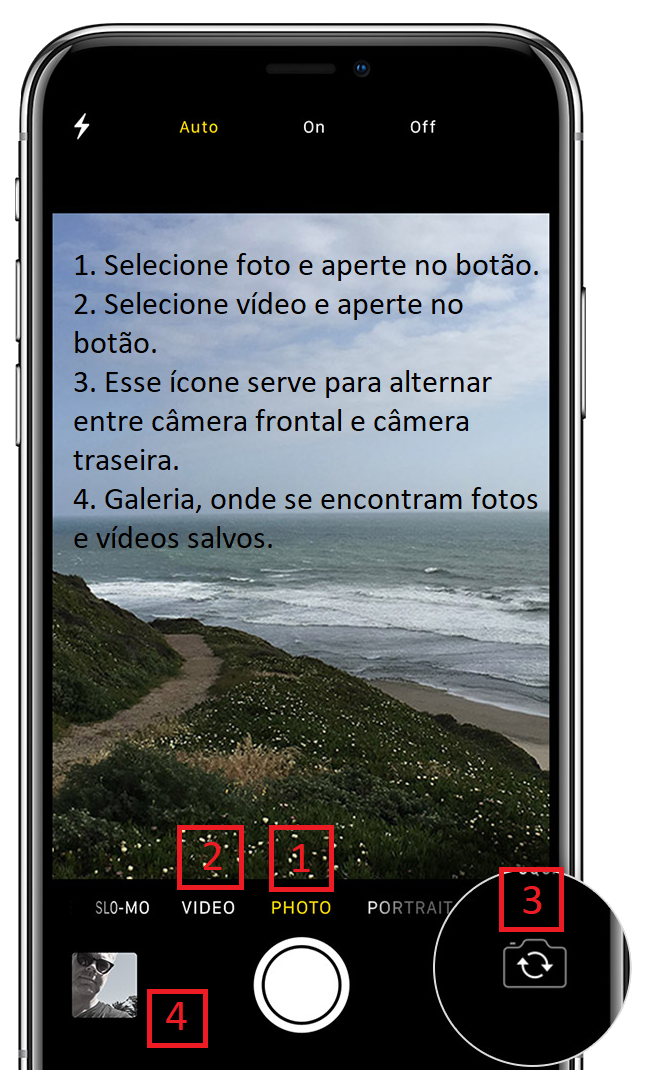 Auto On Off
1. Selecione foto e aperte no botão.
2. Selecione vídeo e aperte no
botão.
3. Esse ícone serve para alternar
entre câmera frontal e câmera
traseira.
4. Galeria, onde se encontram fotos
e vídeos salvos.
2 1
3
SLO-MO VIDEO PHOTO PORTRAIT
4